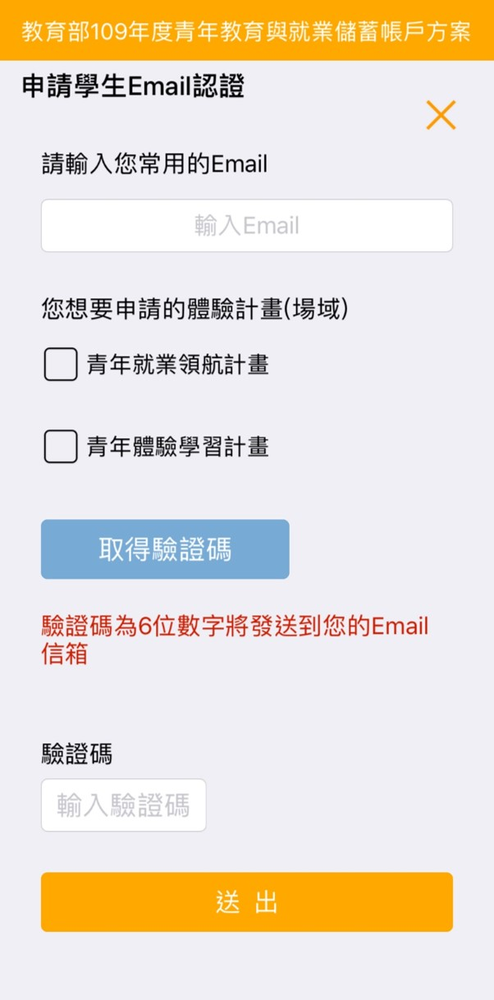 教育部109年度青年教育與就業儲蓄帳戶方案
申請學生Email認證
請輸入您常用的Email
輸入Email
您想要申請的體驗計畫(場域)
青年就業領航計畫
青年體驗學習計畫
取得驗證碼
驗證碼為6位數字將發送到您的Email
信箱
驗證碼
輸入驗證碼
送 出